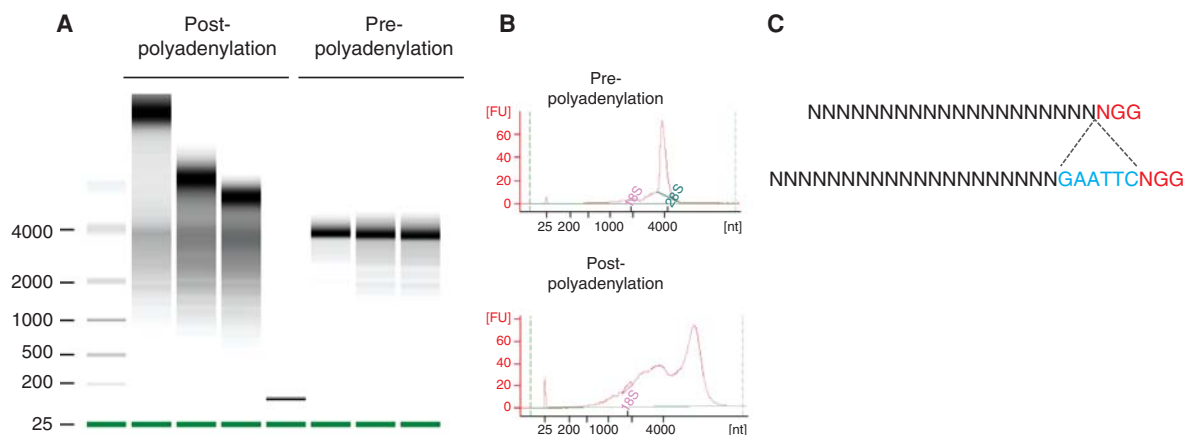 A
Post-
polyadenylation
Pre-
polyadenylation
4000
2000
1000
500
200
25
B
Pre-
polyadenylation
[FU]
60
40
20
0
18S
28S
25 200 1000 4000 [nt]
Post-
polyadenylation
[FU]
80
60
40
20
0
18S
25 200 1000 4000 [nt]
C
NNNNNNNNNNNNNNNNNNNNNGG
NNNNNNNNNNNNNNNNNNNNGAATTCNGG